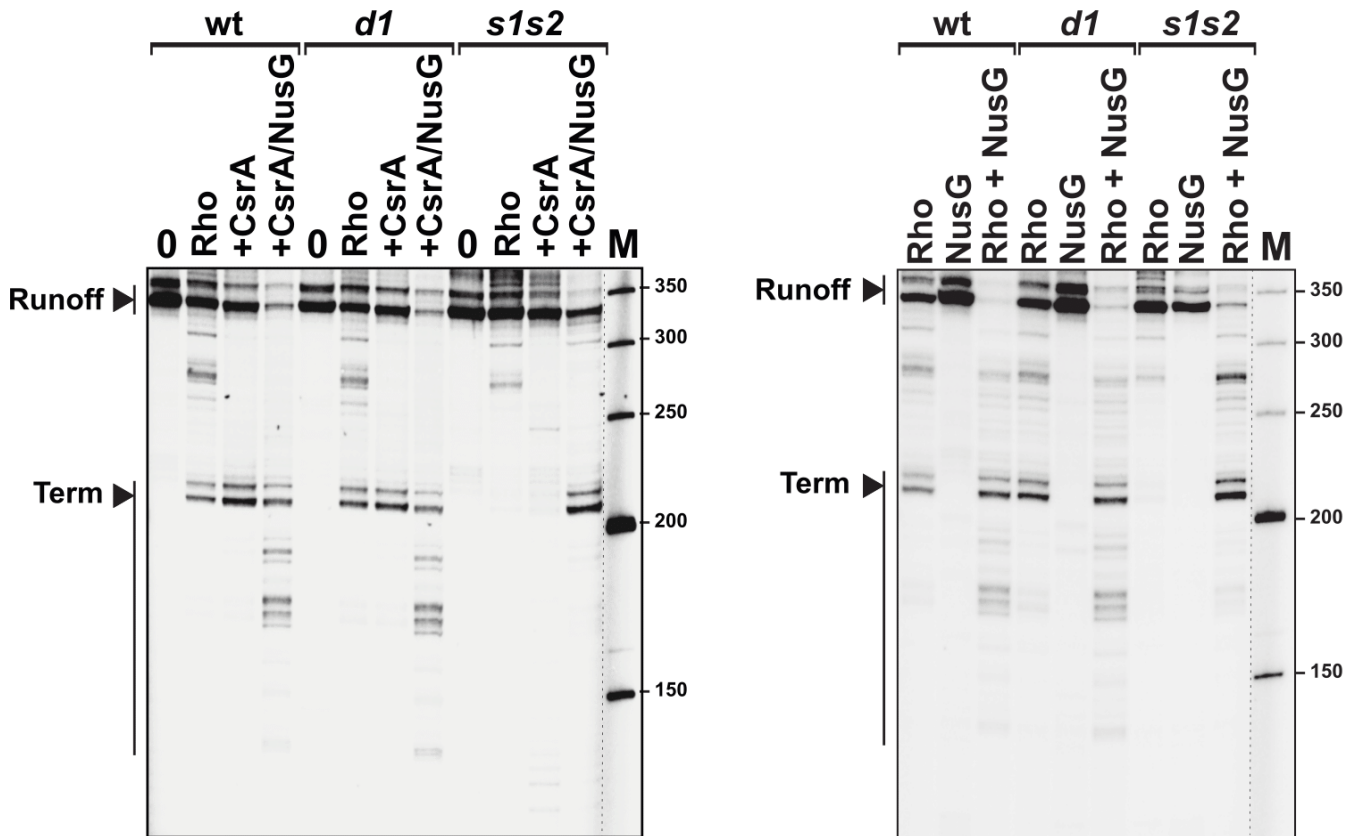 wt d1 s1s2
0 Rho +CsrA +CsrA/NusG 0 Rho +CsrA +CsrA/NusG 0 Rho +CsrA +CsrA/NusG M
Runoff
350
300
250
Term
200
150
wt d1 s1s2
Rho NusG Rho + NusG Rho NusG Rho + NusG Rho NusG Rho + NusG M
Runoff
350
300
250
Term
200
150